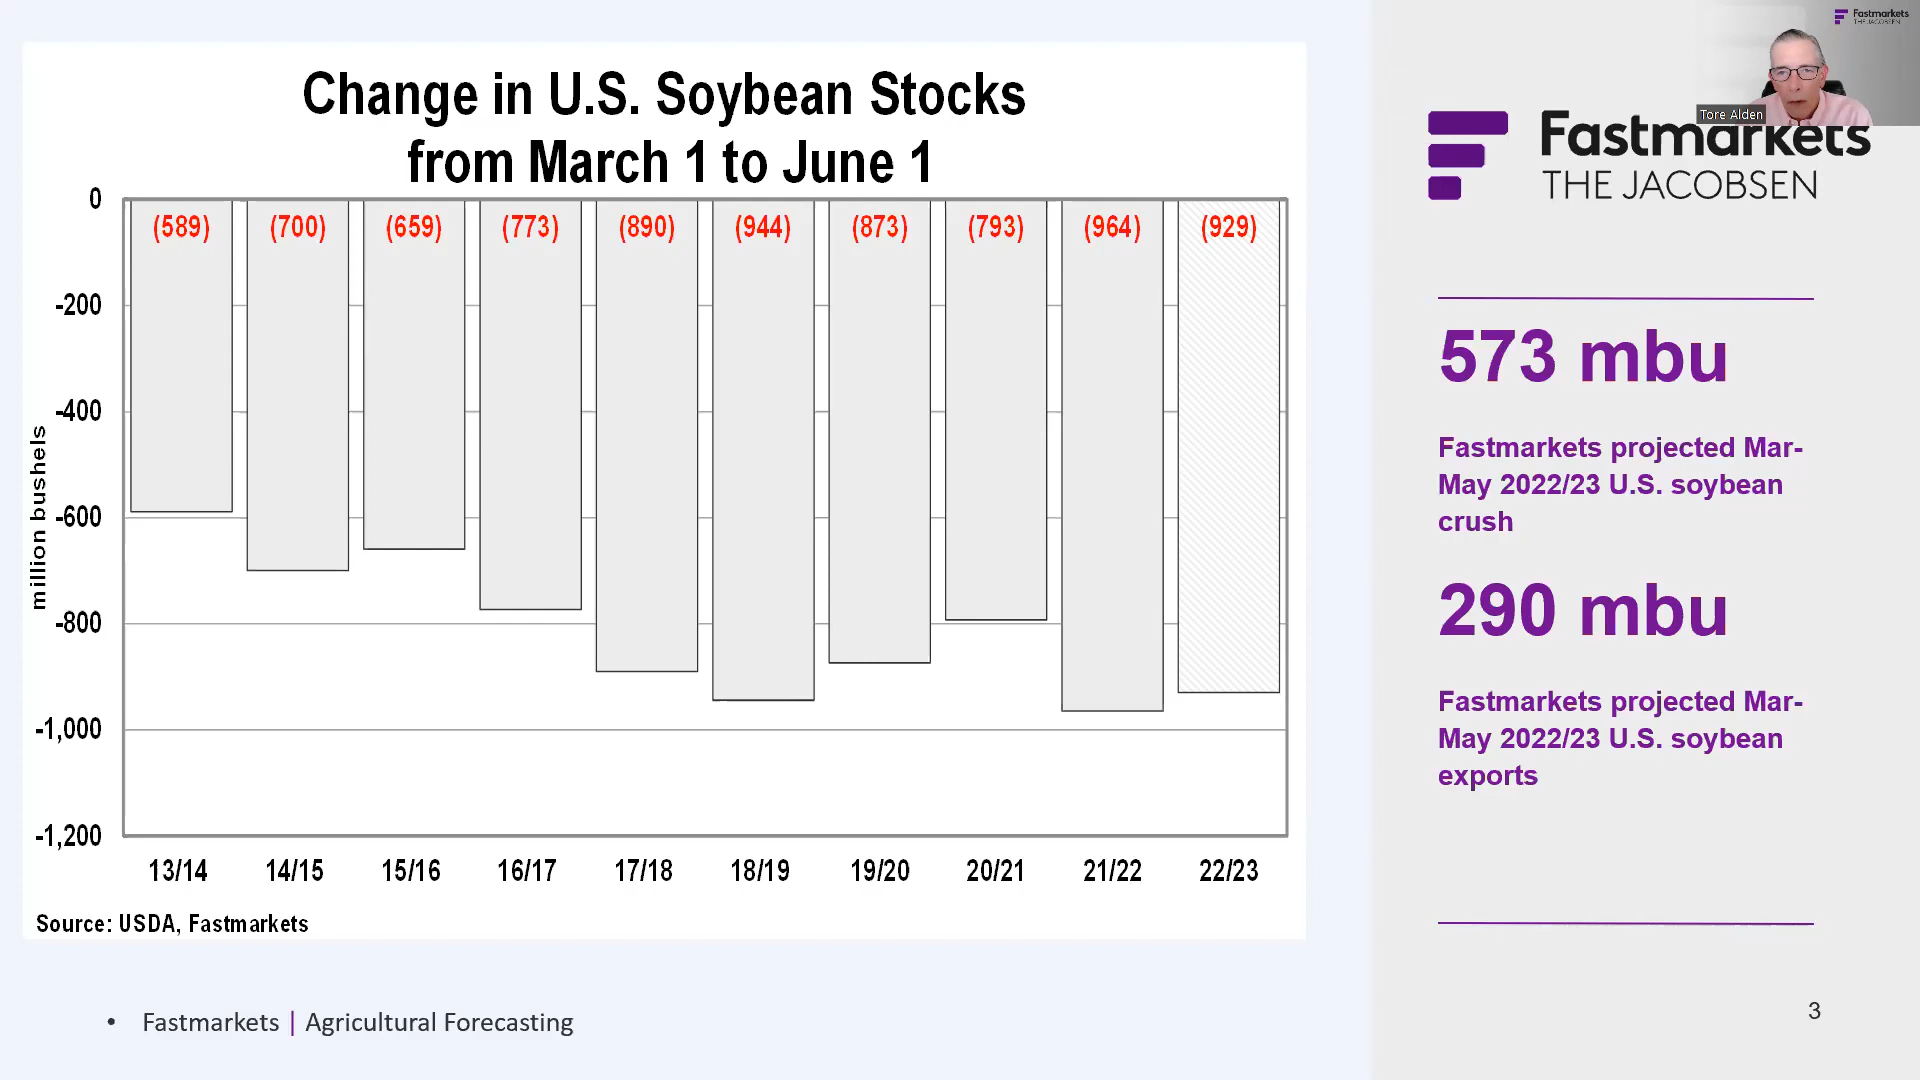 Change in U.S. Soybean Stocks
from March 1 to June 1
0
-200
-400
-600
-800
-1,000
-1,200
million bushels
(589) (700) (659) (773) (890) (944) (873) (793) (964) (929)
13/14 14/15 15/16 16/17 17/18 18/19 19/20 20/21 21/22 22/23
Source: USDA, Fastmarkets
• Fastmarkets | Agricultural Forecasting
Fastmarkets
THE JACOBSEN
Tore Alden
Fastmarkets
THE JACOBSEN
573 mbu
Fastmarkets projected Mar-
May 2022/23 U.S. soybean
crush
290 mbu
Fastmarkets projected Mar-
May 2022/23 U.S. soybean
exports
3